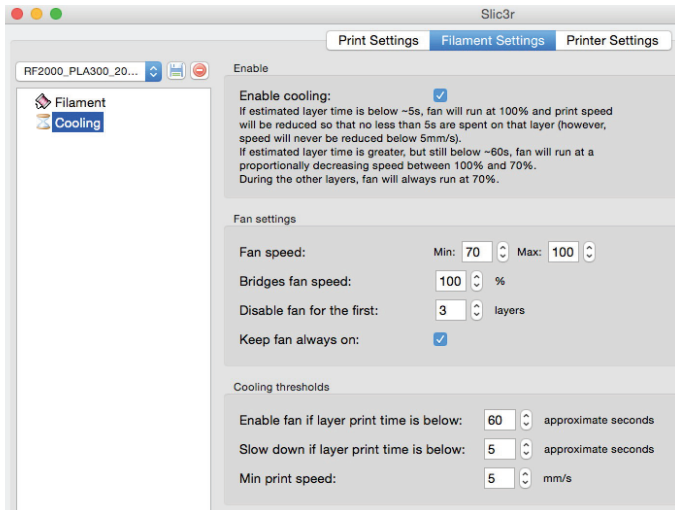 Slic3r
Print Settings Filament Settings Printer Settings
RF2000_PLA300_20...
Filament
Cooling
Enable
Enable cooling:
If estimated layer time is below ~5s, fan will run at 100% and print speed
will be reduced so that no less than 5s are spent on that layer (however,
speed will never be reduced below 5mm/s).
If estimated layer time is greater, but still below ~60s, fan will run at a
proportionally decreasing speed between 100% and 70%.
During the other layers, fan will always run at 70%.
Fan settings
Fan speed: Min: 70 Max: 100
Bridges fan speed: 100 %
Disable fan for the first: 3 layers
Keep fan always on:
Cooling thresholds
Enable fan if layer print time is below: 60 approximate seconds
Slow down if layer print time is below: 5 approximate seconds
Min print speed: 5 mm/s